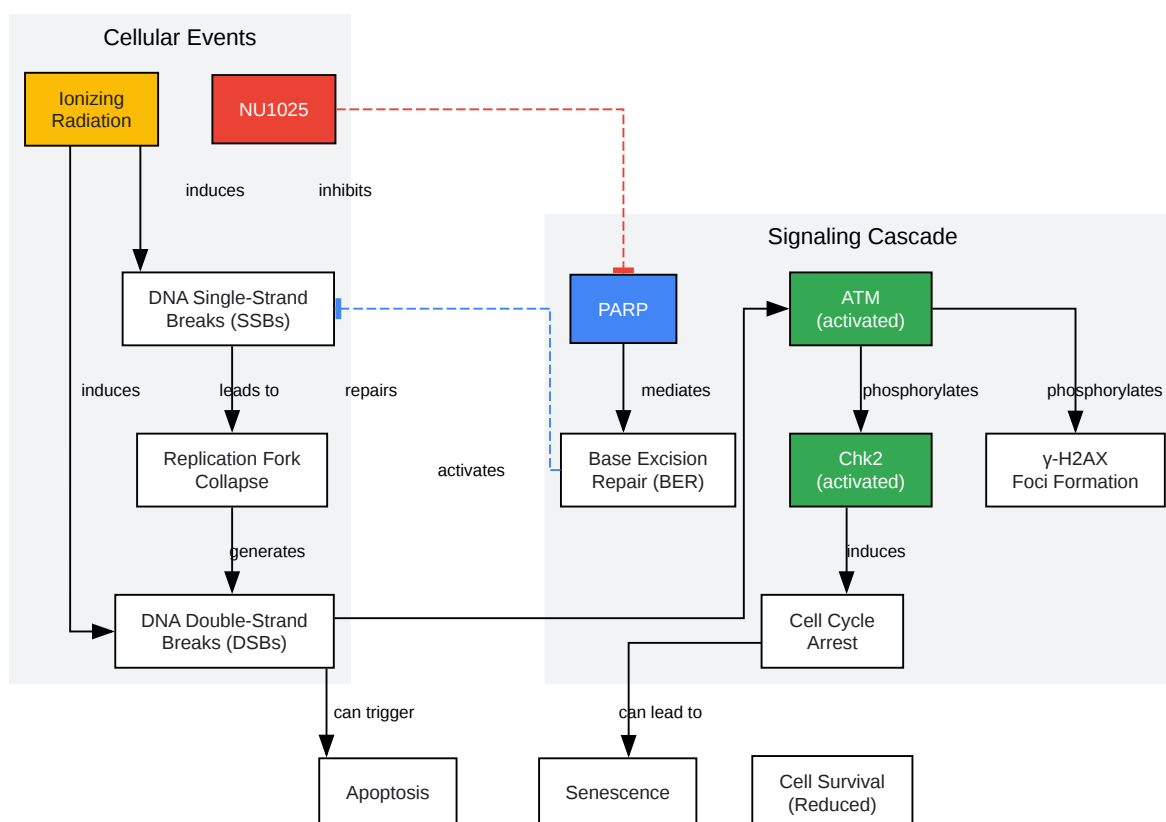 Cellular Events
Ionizing
Radiation
NU1025
induces
inhibits
Signaling Cascade
DNA Single-Strand
Breaks (SSBs)
PARP
ATM
(activated)
induces
leads to
repairs
mediates
phosphorylates
phosphorylates
Replication Fork
Collapse
activates
Base Excision
Repair (BER)
Chk2
(activated)
γ-H2AX
Foci Formation
generates
induces
DNA Double-Strand
Breaks (DSBs)
Cell Cycle
Arrest
can trigger
can lead to
Apoptosis
Senescence
Cell Survival
(Reduced)